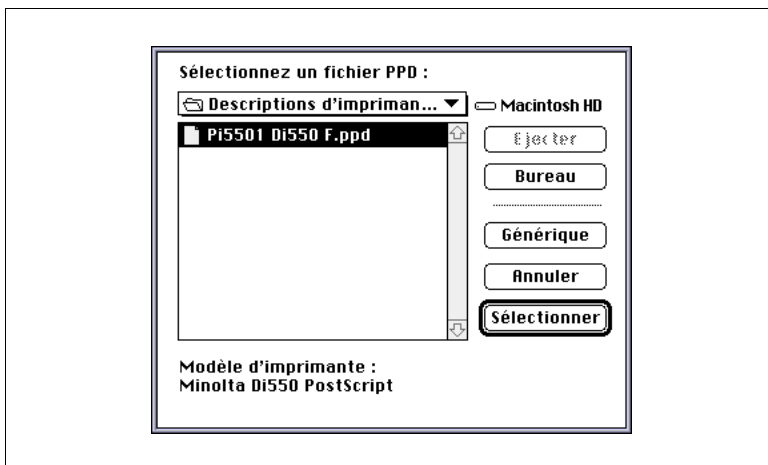 Sélectionnez un fichier PPD :
Descriptions d'impriman...
Macintosh HD
Pi5501 Di550 F.ppd
Ejecter
Bureau
Générique
Annuler
Sélectionner
Modèle d'imprimante :
Minolta Di550 PostScript